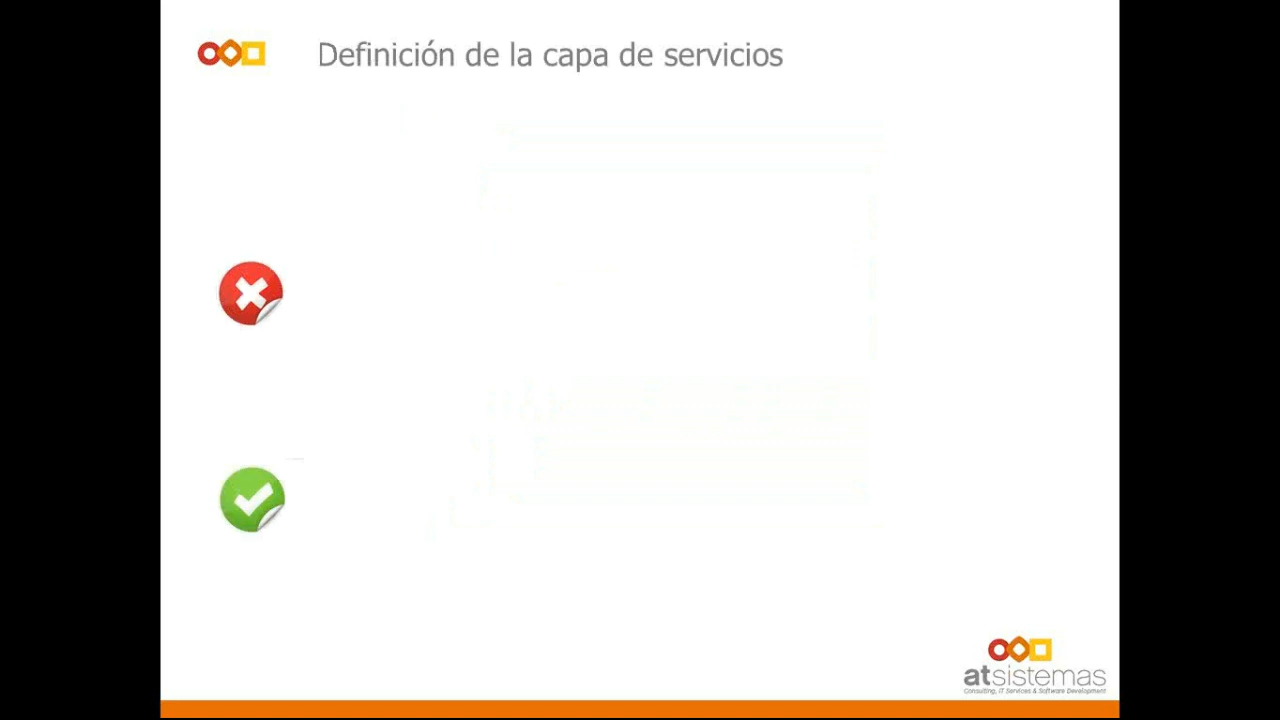 Definición de la capa de servicios
atsistemas
Consulting, IT Services & Software Development